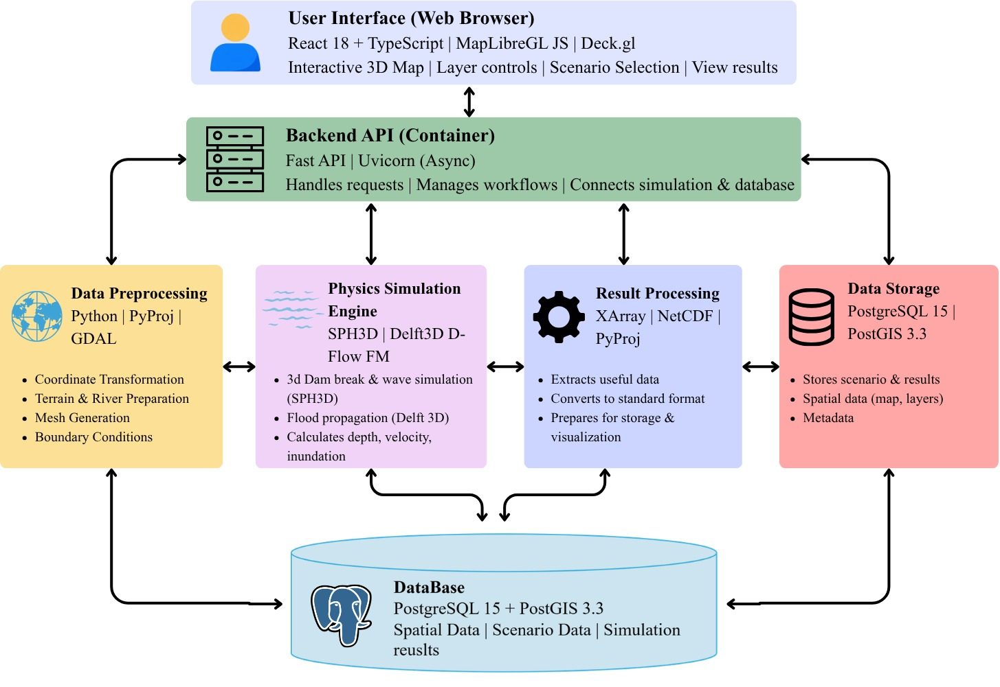 User Interface (Web Browser)
React 18 + TypeScript | MapLibreGL JS | Deck.gl
Interactive 3D Map | Layer controls | Scenario Selection | View results
Backend API (Container)
Fast API | Uvicorn (Async)
Handles requests | Manages workflows | Connects simulation & database
Data Preprocessing
Python | PyProj |
GDAL
• Coordinate Transformation
• Terrain & River Preparation
• Mesh Generation
• Boundary Conditions
Physics Simulation
Engine
SPH3D | Delft3D D-
Flow FM
• 3d Dam break & wave simulation
(SPH3D)
• Flood propagation (Delft 3D)
• Calculates depth, velocity,
inundation
Result Processing
XArray | NetCDF |
PyProj
• Extracts useful data
• Converts to standard format
• Prepares for storage &
visualization
Data Storage
PostgreSQL 15 |
PostGIS 3.3
• Stores scenario & results
• Spatial data (map, layers)
• Metadata
DataBase
PostgreSQL 15 + PostGIS 3.3
Spatial Data | Scenario Data | Simulation
reuslts